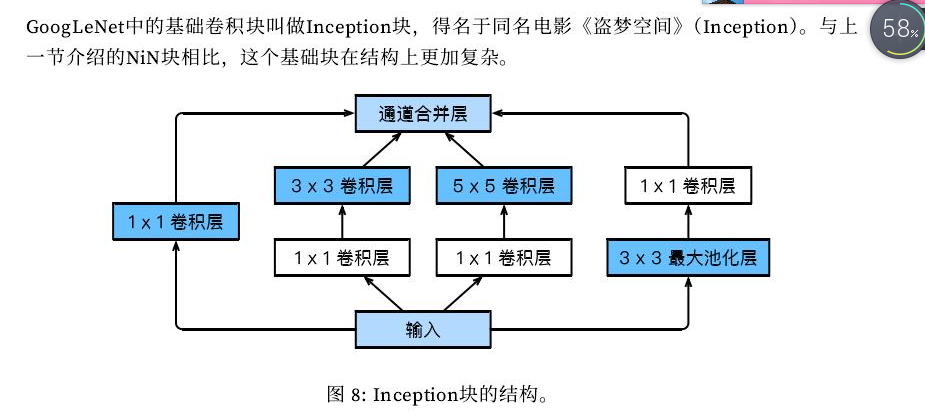 GoogLeNet中的基础卷积块叫做Inception块，得名于同名电影《盗梦空间》（Inception）。与上
一节介绍的NiN块相比，这个基础块在结构上更加复杂。
58%
通道合并层
3 x 3 卷积层
5 x 5 卷积层
1 x 1 卷积层
1 x 1 卷积层
1 x 1 卷积层
1 x 1 卷积层
3 x 3 最大池化层
输入
图 8: Inception块的结构。